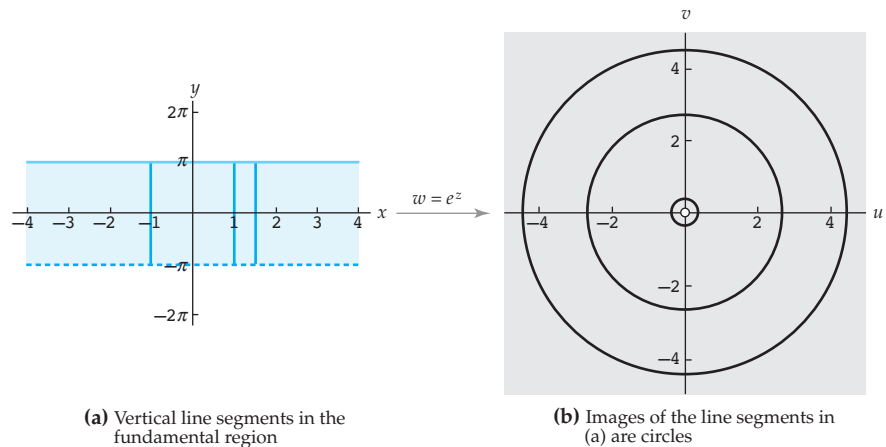 y
2π
π
−4 −3 −2 −1 1 2 3 4 x
−π
−2π
w = e^z
v
4
2
−4 −2 2 4 u
−2
−4
(a) Vertical line segments in the
fundamental region
(b) Images of the line segments in
(a) are circles